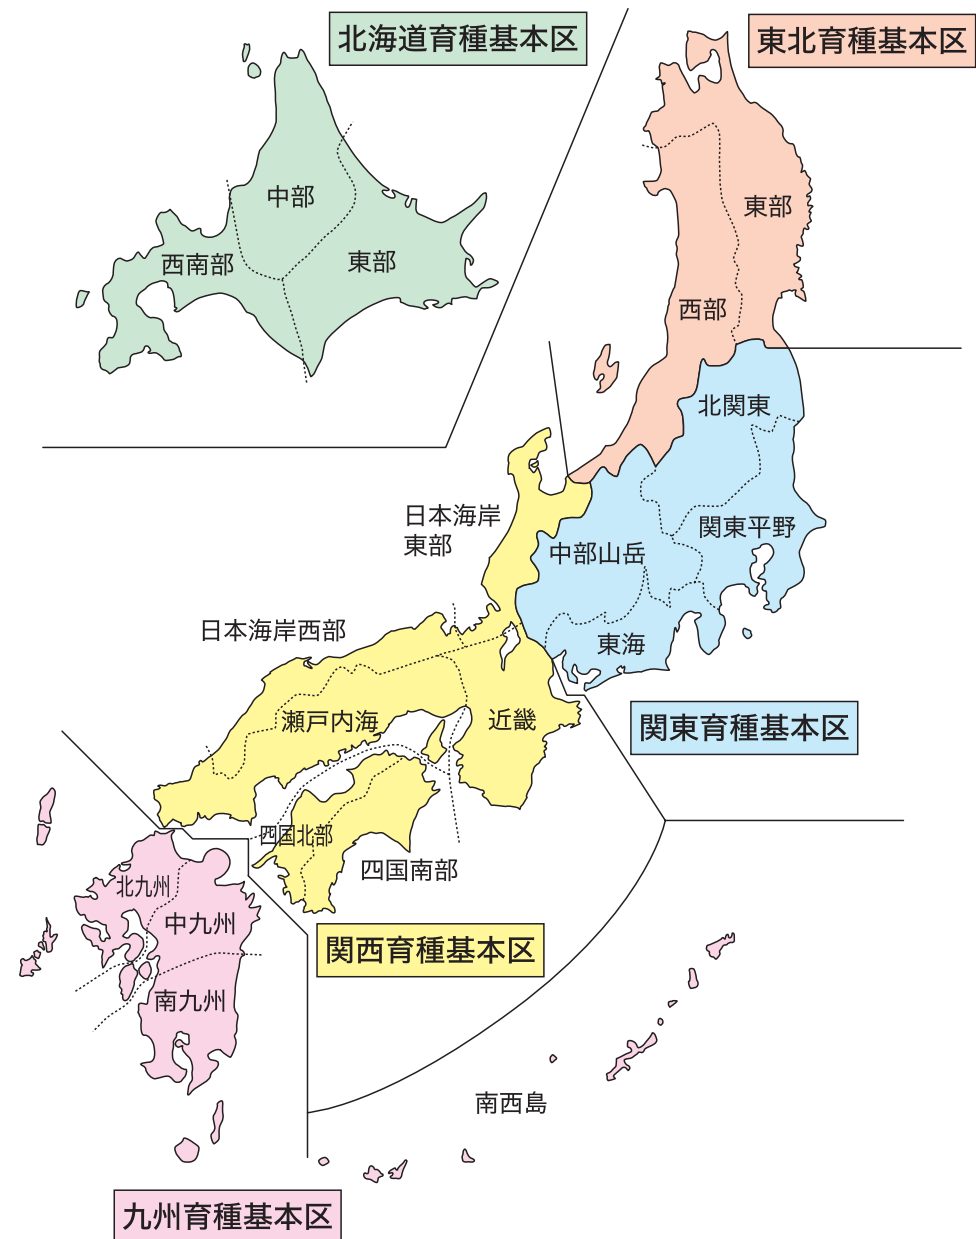 北海道育種基本区
東北育種基本区
中部
西南部
東部
東部
西部
北関東
関東平野
中部山岳
東海
日本海岸
東部
日本海岸西部
瀬戸内海
近畿
関東育種基本区
四国北部
四国南部
北九州
中九州
南九州
関西育種基本区
南西島
九州育種基本区